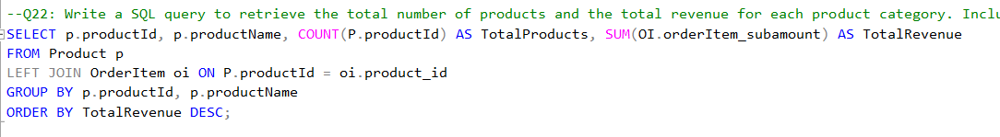 --Q22: Write a SQL query to retrieve the total number of products and the total revenue for each product category. Inclu
SELECT p.productId, p.productName, COUNT(P.productId) AS TotalProducts, SUM(OI.orderItem_subamount) AS TotalRevenue
FROM Product p
LEFT JOIN OrderItem oi ON P.productId = oi.product_id
GROUP BY p.productId, p.productName
ORDER BY TotalRevenue DESC;